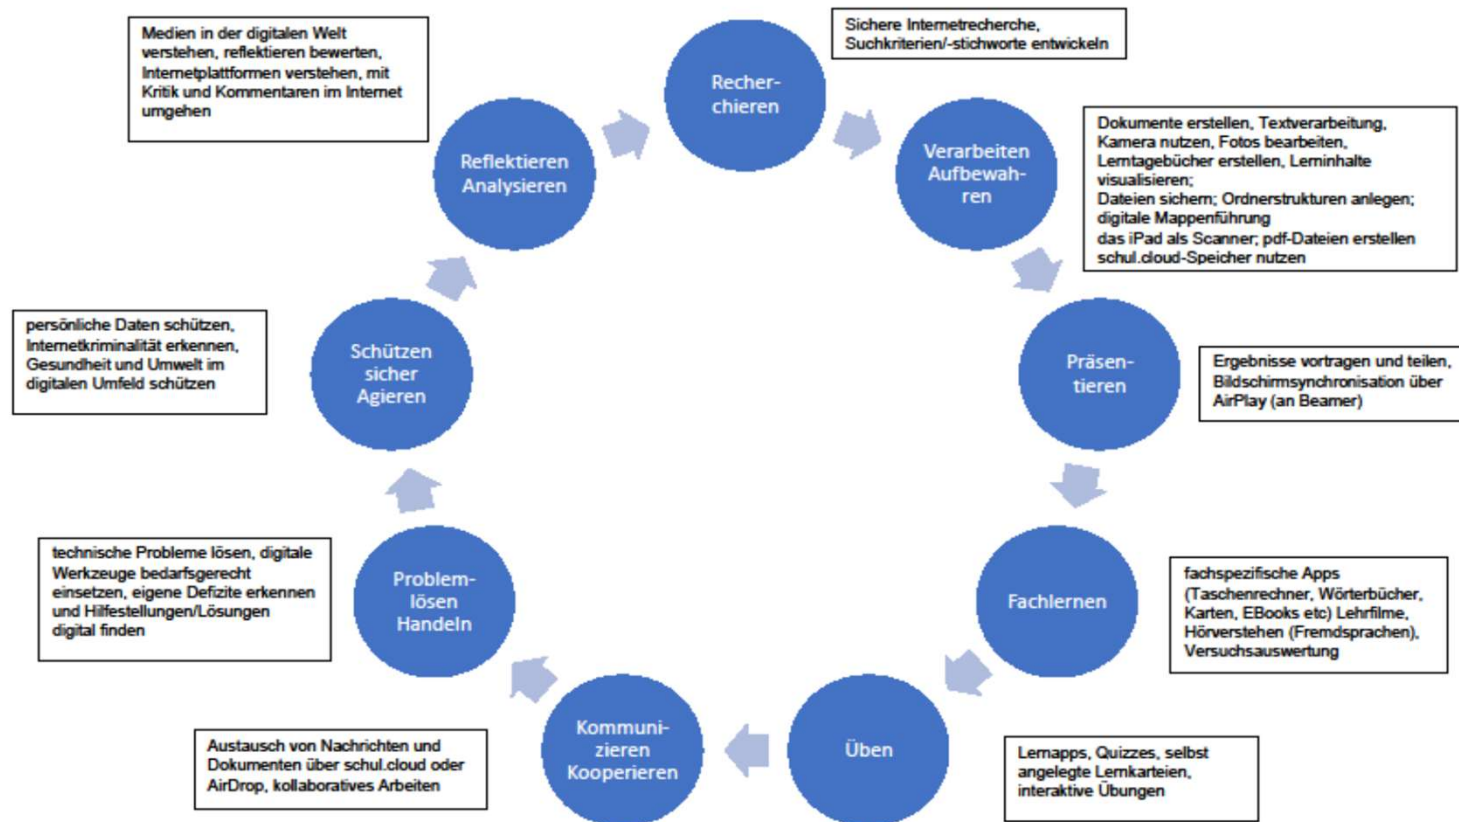 Recher-
chieren
Sichere Internetrecherche,
Suchkriterien/-stichworte entwickeln
Verarbeiten
Aufbewah-
ren
Dokumente erstellen, Textverarbeitung,
Kamera nutzen, Fotos bearbeiten,
Lerntagebücher erstellen, Lerninhalte
visualisieren;
Dateien sichern; Ordnerstrukturen anlegen;
digitale Mappenführung
das iPad als Scanner; pdf-Dateien erstellen
schul.cloud-Speicher nutzen
Präsen-
tieren
Ergebnisse vortragen und teilen,
Bildschirmsynchronisation über
AirPlay (an Beamer)
Fachlernen
fachspezifische Apps
(Taschenrechner, Wörterbücher,
Karten, EBooks etc) Lehrfilme,
Hörverstehen (Fremdsprachen),
Versuchsauswertung
Üben
Lernapps, Quizzes, selbst
angelegte Lernkarteien,
interaktive Übungen
Kommuni-
zieren
Kooperieren
Austausch von Nachrichten und
Dokumenten über schul.cloud oder
AirDrop, kollaboratives Arbeiten
Problem-
lösen
Handeln
technische Probleme lösen, digitale
Werkzeuge bedarfsgerecht
einsetzen, eigene Defizite erkennen
und Hilfestellungen/Lösungen
digital finden
Schützen
sicher
Agieren
persönliche Daten schützen,
Internetkriminalität erkennen,
Gesundheit und Umwelt im
digitalen Umfeld schützen
Reflektieren
Analysieren
Medien in der digitalen Welt
verstehen, reflektieren bewerten,
Internetplattformen verstehen, mit
Kritik und Kommentaren im Internet
umgehen